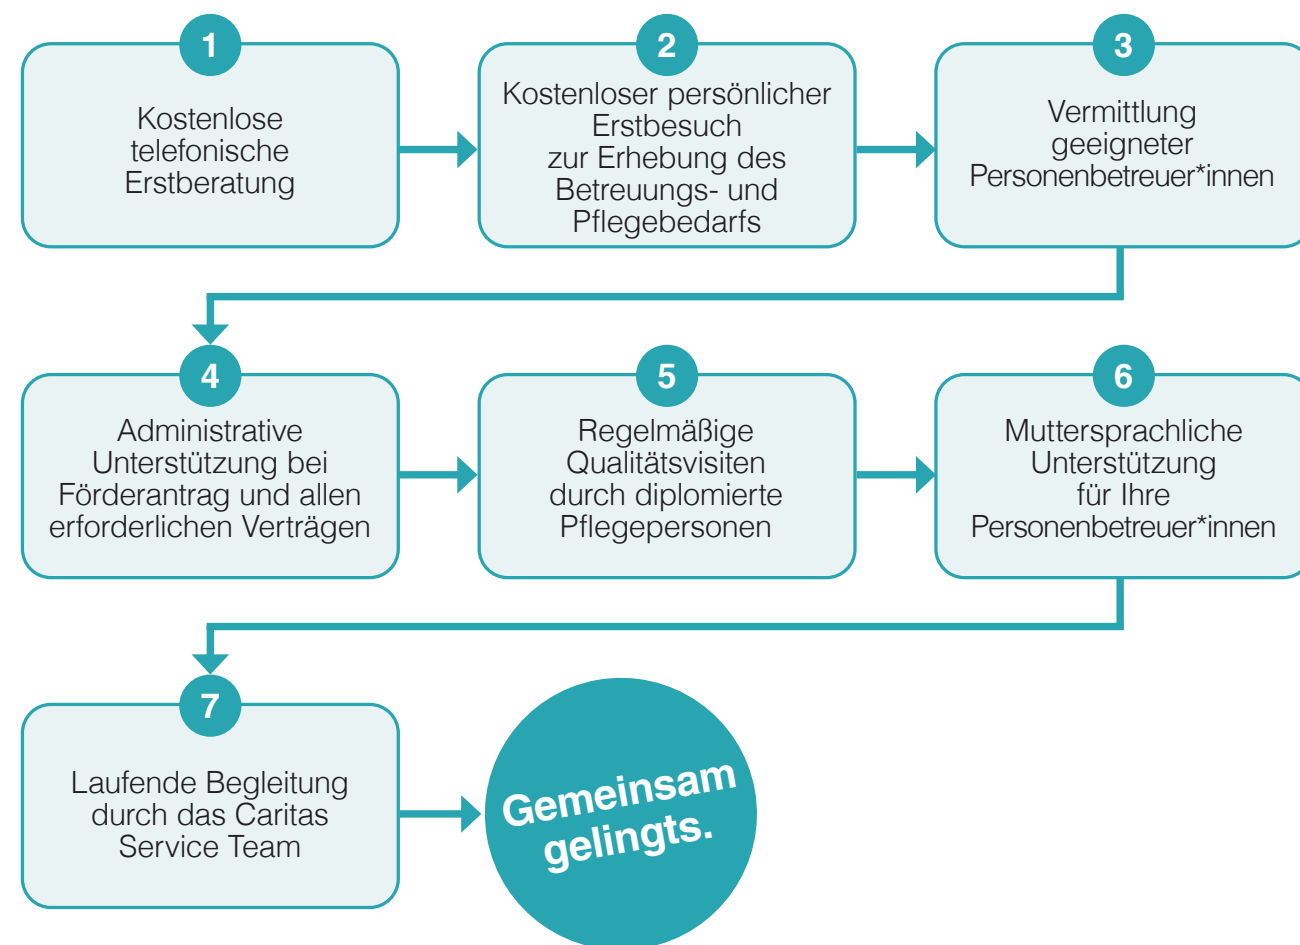 1
Kostenlose
telefonische
Erstberatung
2
Kostenloser persönlicher
Erstbesuch
zur Erhebung des
Betreuungs- und
Pflegebedarfs
3
Vermittlung
geeigneter
Personenbetreuer*innen
4
Administrative
Unterstützung bei
Förderantrag und allen
erforderlichen Verträgen
5
Regelmäßige
Qualitätsvisiten
durch diplomierte
Pflegepersonen
6
Muttersprachliche
Unterstützung
für Ihre
Personenbetreuer*innen
7
Laufende Begleitung
durch das Caritas
Service Team
Gemeinsam
gelingts.